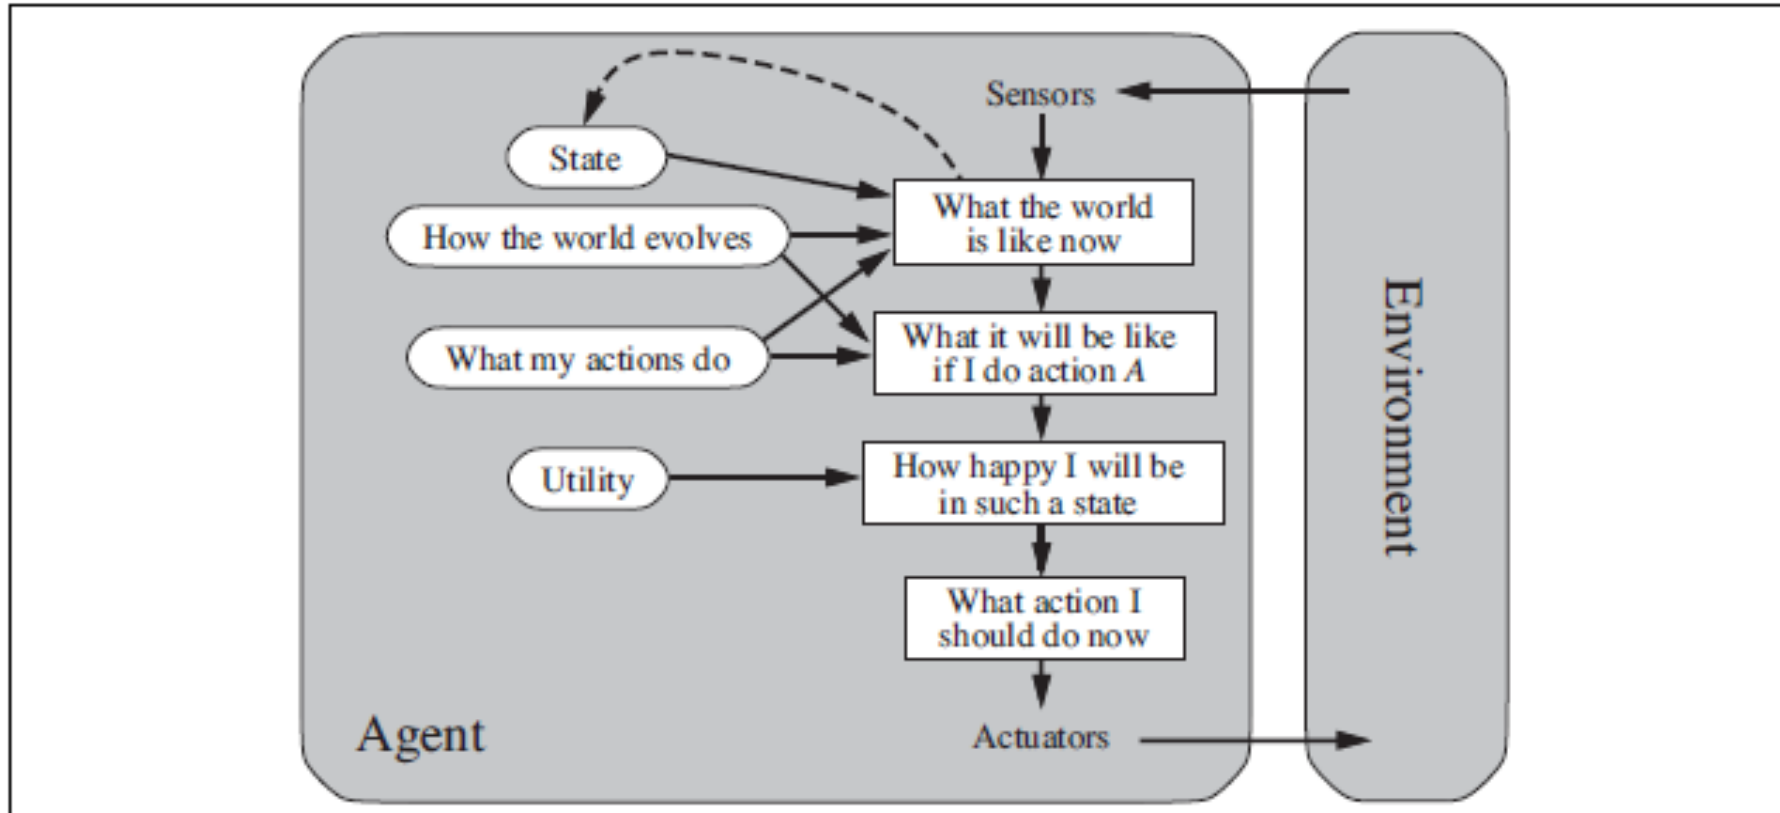 Sensors
State
What the world
is like now
How the world evolves
What it will be like
if I do action A
What my actions do
How happy I will be
in such a state
Utility
What action I
should do now
Agent
Actuators
Environment